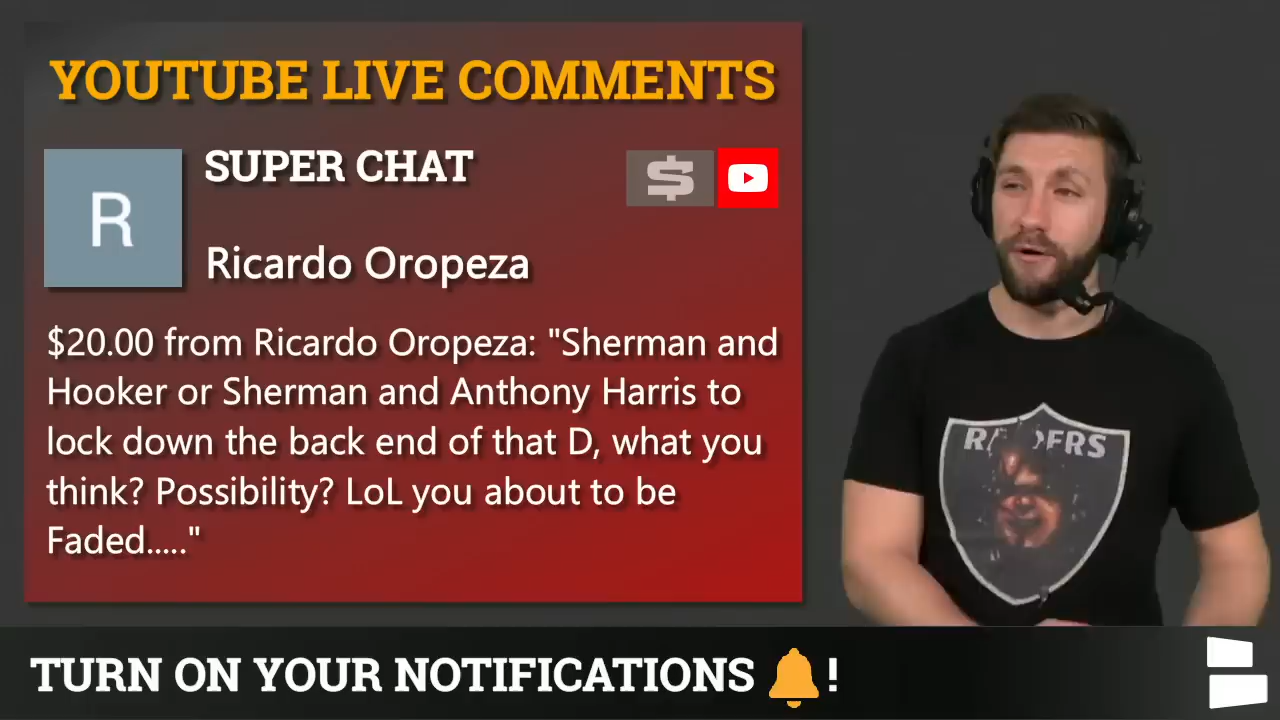 YOUTUBE LIVE COMMENTS
R
SUPER CHAT
$
Ricardo Oropeza
$20.00 from Ricardo Oropeza: "Sherman and
Hooker or Sherman and Anthony Harris to
lock down the back end of that D, what you
think? Possibility? LoL you about to be
Faded....."
TURN ON YOUR NOTIFICATIONS !